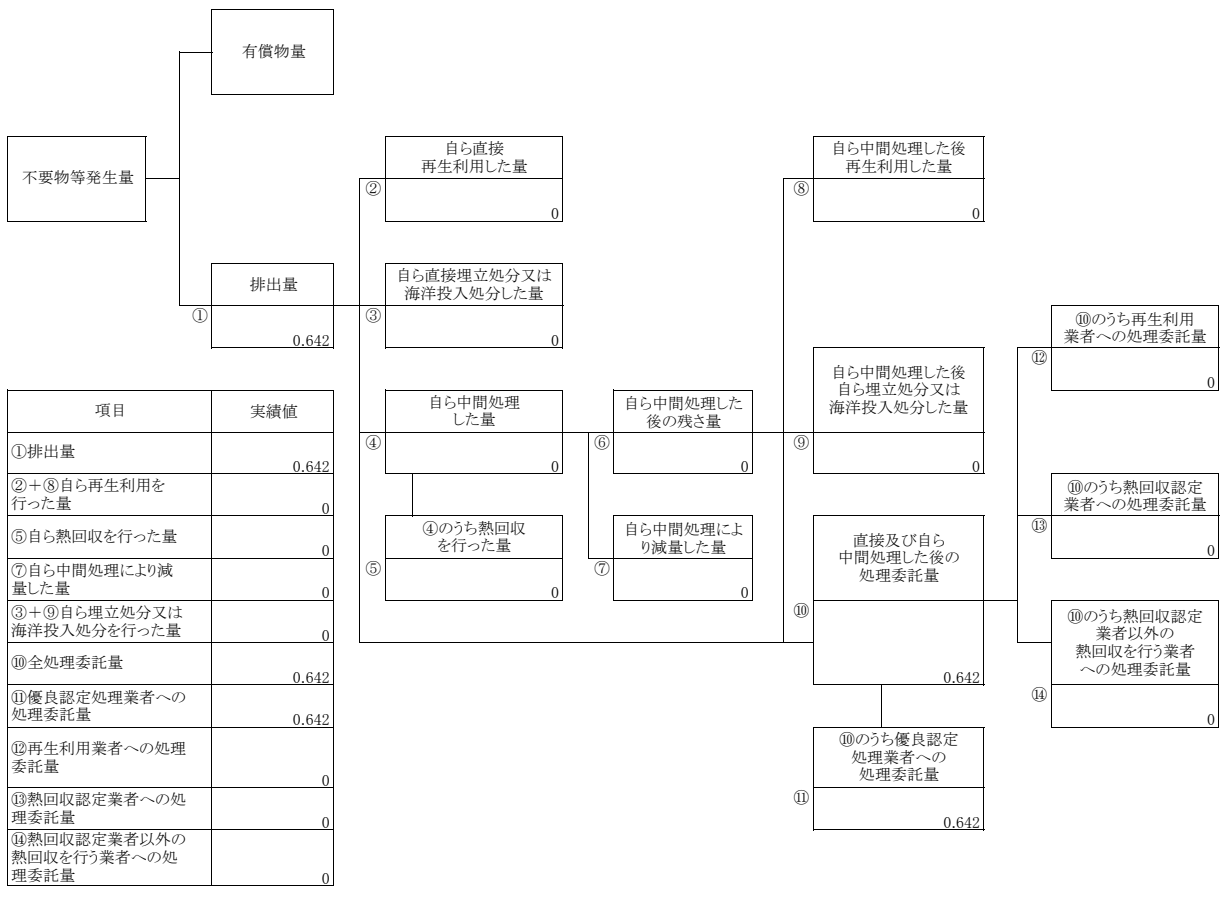 有償物量
不要物等発生量
排出量
①
0.642
自ら直接
再生利用した量
②
0
自ら直接埋立処分又は
海洋投入処分した量
③
0
自ら中間処理
した量
④
0
④のうち熱回収
を行った量
⑤
0
自ら中間処理した
後の残さ量
⑥
0
自ら中間処理によ
り減量した量
⑦
0
自ら中間処理した後
再生利用した量
⑧
0
自ら中間処理した後
自ら埋立処分又は
海洋投入処分した量
⑨
0
直接及び自ら
中間処理した後の
処理委託量
⑩
0.642
⑩のうち優良認定
処理業者への
処理委託量
⑪
0.642
⑩のうち再生利用
業者への処理委託量
⑫
0
⑩のうち熱回収認定
業者への処理委託量
⑬
0
⑩のうち熱回収認定
業者以外の
熱回収を行う業者
への処理委託量
⑭
0
項目 実績値
①排出量
0.642
②＋⑧自ら再生利用を
行った量
0
⑤自ら熱回収を行った量
0
⑦自ら中間処理により減
量した量
0
③＋⑨自ら埋立処分又は
海洋投入処分を行った量
0
⑩全処理委託量
0.642
⑪優良認定処理業者への
処理委託量
0.642
⑫再生利用業者への処理
委託量
0
⑬熱回収認定業者への処
理委託量
0
⑭熱回収認定業者以外の
熱回収を行う業者への処
理委託量
0